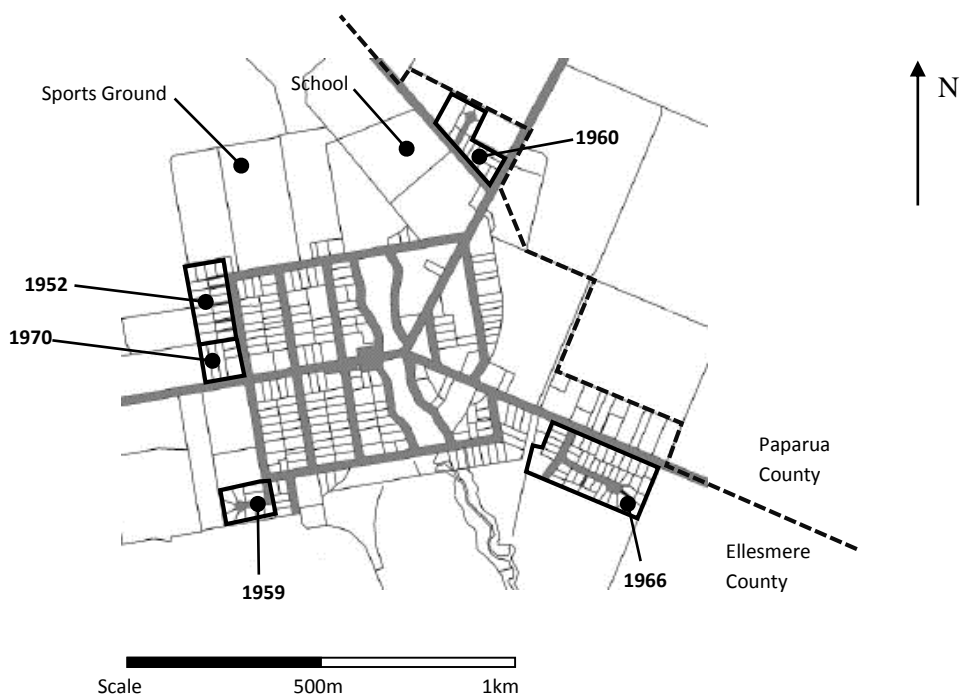 N
School
Sports Ground
1960
1952
1970
Paparua
County
Ellesmere
County
1966
1959
Scale
500m
1km